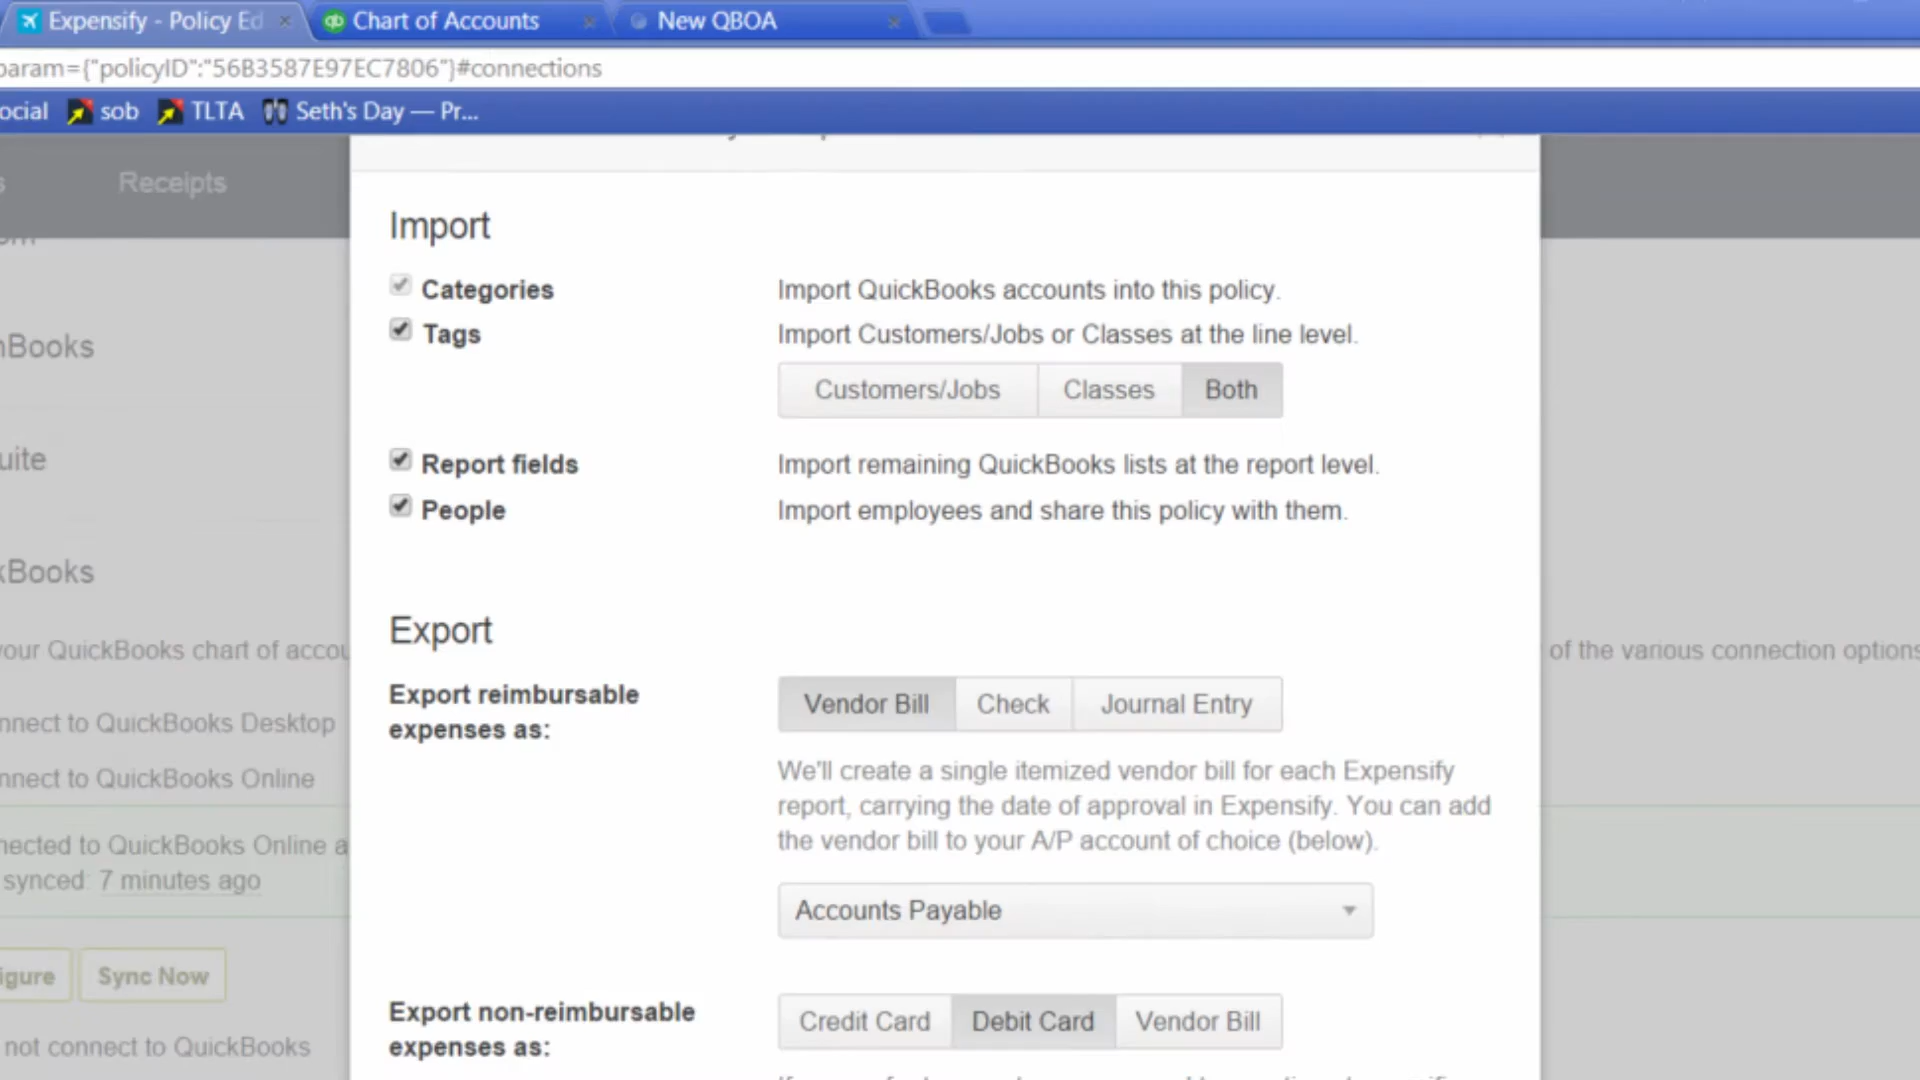 Expensify - Policy Ed
Chart of Accounts
New QBOA
param={"policyID":"56B3587E97EC7806"}#connections
ocial sob TLTA Seth's Day — Pr...
Receipts
Import
Categories Import QuickBooks accounts into this policy.
Tags Import Customers/Jobs or Classes at the line level.
Customers/Jobs Classes Both
Report fields Import remaining QuickBooks lists at the report level.
People Import employees and share this policy with them.
Export
Export reimbursable
expenses as:
Vendor Bill Check Journal Entry
We'll create a single itemized vendor bill for each Expensify
report, carrying the date of approval in Expensify. You can add
the vendor bill to your A/P account of choice (below).
Accounts Payable
Export non-reimbursable
expenses as:
Credit Card Debit Card Vendor Bill
Books
uite
kBooks
your QuickBooks chart of accou
of the various connection options
nnect to QuickBooks Desktop
nnect to QuickBooks Online
nected to QuickBooks Online a
synced: 7 minutes ago
igure Sync Now
not connect to QuickBooks